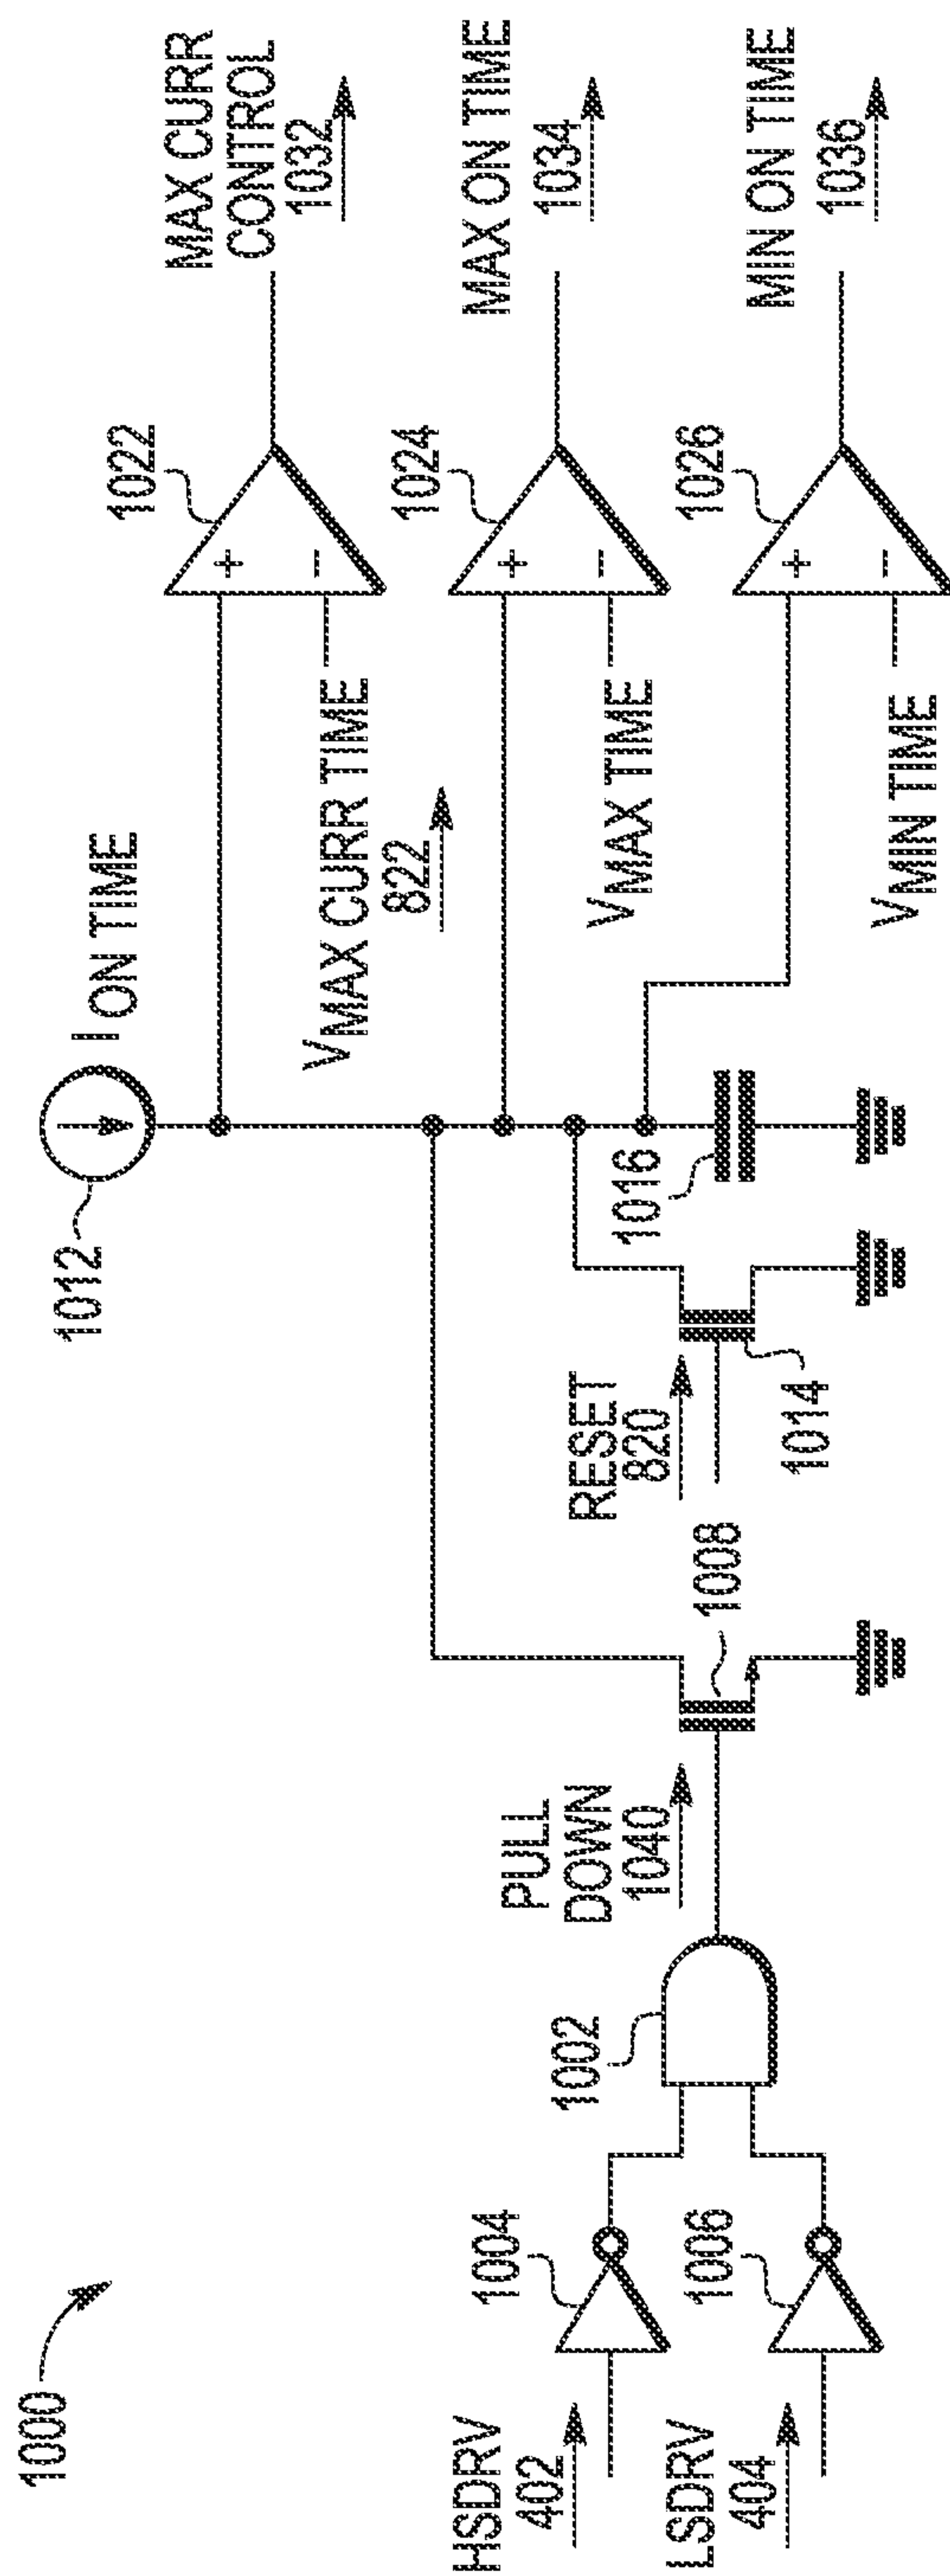 1000
HSDRV
402
LSDRV
404
1004
1006
1002
PULL
DOWN
1040
1008
RESET
820
1014
1016
1012
I ON TIME
VMAX CURR TIME
822
VMAX TIME
VMIN TIME
1022
+
−
1024
+
−
1026
+
−
MAX CURR
CONTROL
1032
MAX ON TIME
1034
MIN ON TIME
1036